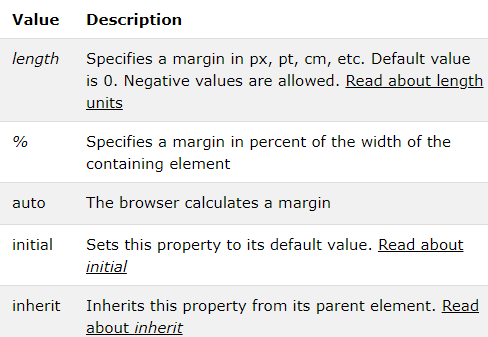 Value Description
length Specifies a margin in px, pt, cm, etc. Default value
is 0. Negative values are allowed. Read about length
units
% Specifies a margin in percent of the width of the
containing element
auto The browser calculates a margin
initial Sets this property to its default value. Read about
initial
inherit Inherits this property from its parent element. Read
about inherit